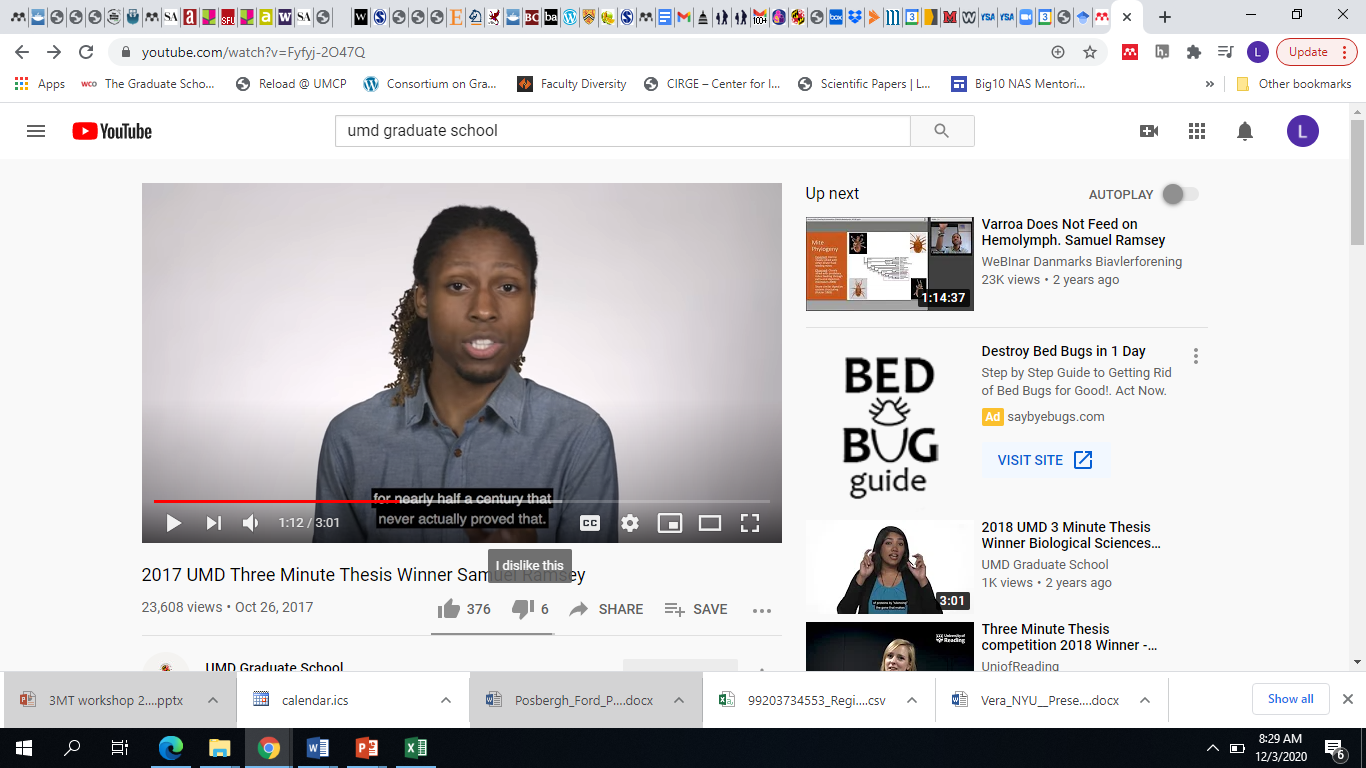 youtube.com/watch?v=Fyfyj-2O47Q
L
Update
Apps
The Graduate Scho...
Reload @ UMCP
Consortium on Gra...
Faculty Diversity
CIRGE – Center for I...
Scientific Papers | L...
Big10 NAS Mentori...
»
Other bookmarks
YouTube
umd graduate school
L
for nearly half a century that
never actually proved that.
1:12 / 3:01
CC
I dislike this
2017 UMD Three Minute Thesis Winner Samuel Ramsey
23,608 views • Oct 26, 2017
376
6
SHARE
SAVE
UMD Graduate School
Up next
AUTOPLAY
Mite
Phylogeny
1:14:37
Varroa Does Not Feed on
Hemolymph. Samuel Ramsey
WeBInar Danmarks Biavlerforening
23K views • 2 years ago
BED
BUG
guide
Destroy Bed Bugs in 1 Day
Step by Step Guide to Getting Rid
of Bed Bugs for Good!. Act Now.
Ad saybyebugs.com
VISIT SITE
3:01
2018 UMD 3 Minute Thesis
Winner Biological Sciences...
UMD Graduate School
1K views • 2 years ago
University of
Reading
Three Minute Thesis
competition 2018 Winner -...
UniofReading
3MT workshop 2....pptx
calendar.ics
Posbergh_Ford_P....docx
99203734553_Regi....csv
Vera_NYU__Prese....docx
Show all
8:29 AM
12/3/2020
6